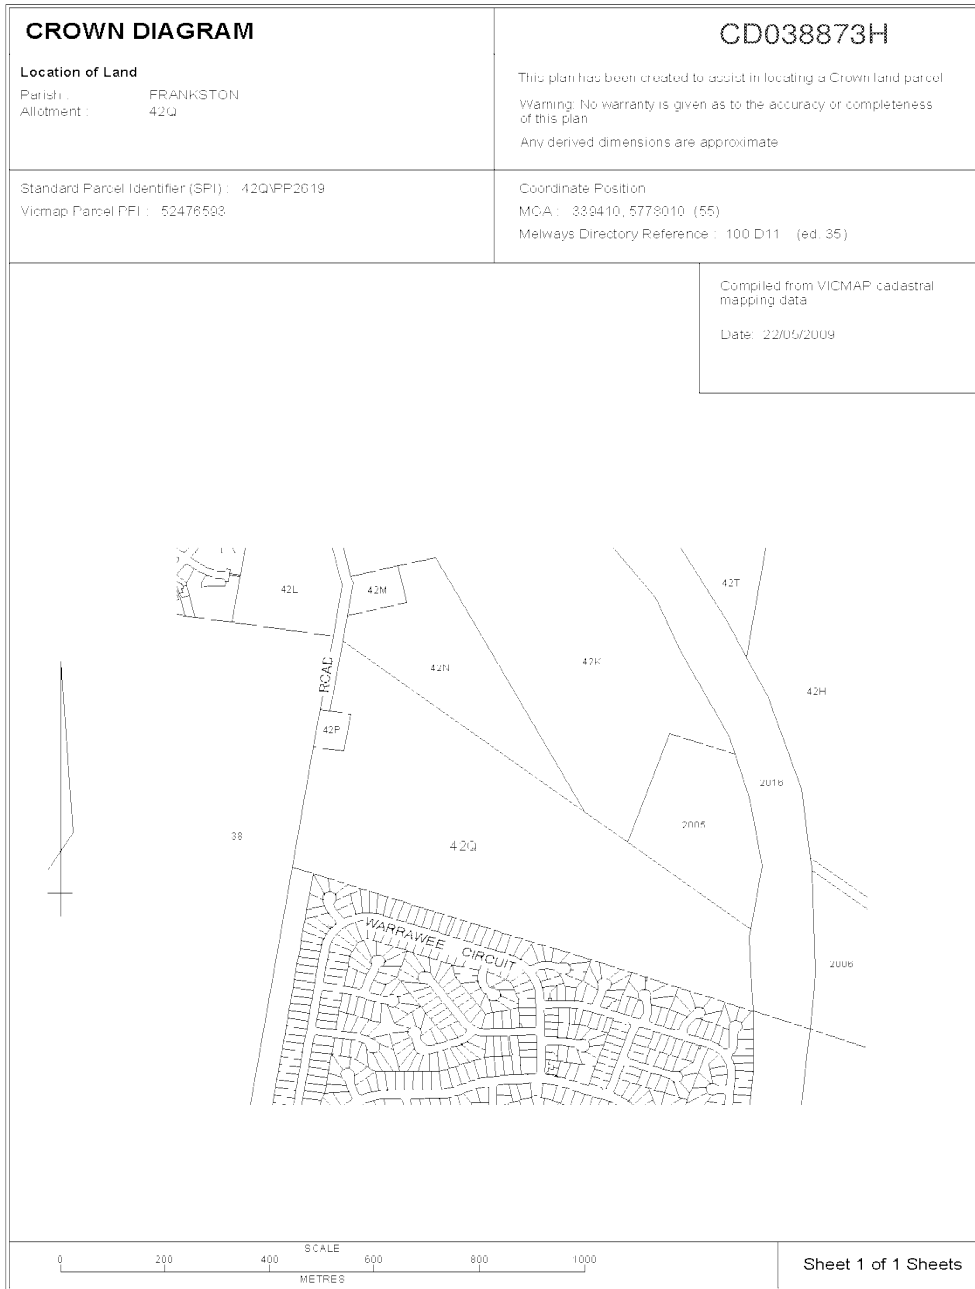 CROWN DIAGRAM
CD038873H
Location of Land
Parish : FRANKSTON
Allotment : 42Q
This plan has been created to assist in locating a Crown land parcel
Warning: No warranty is given as to the accuracy or completeness
of this plan
Any derived dimensions are approximate
Standard Parcel Identifier (SPI) : 42Q\PP2619
Vicmap Parcel PFI : 52476593
Coordinate Position
MGA : 339410, 5778010 (55)
Melways Directory Reference : 100 D11 (ed. 35)
Compiled from VICMAP cadastral
mapping data
Date: 22/05/2009
42L
42M
42T
ROAD
42N
42K
42H
42P
2016
2005
38
42Q
WARRAWEE CIRCUIT
2006
SCALE
0 200 400 600 800 1000
METRES
Sheet 1 of 1 Sheets